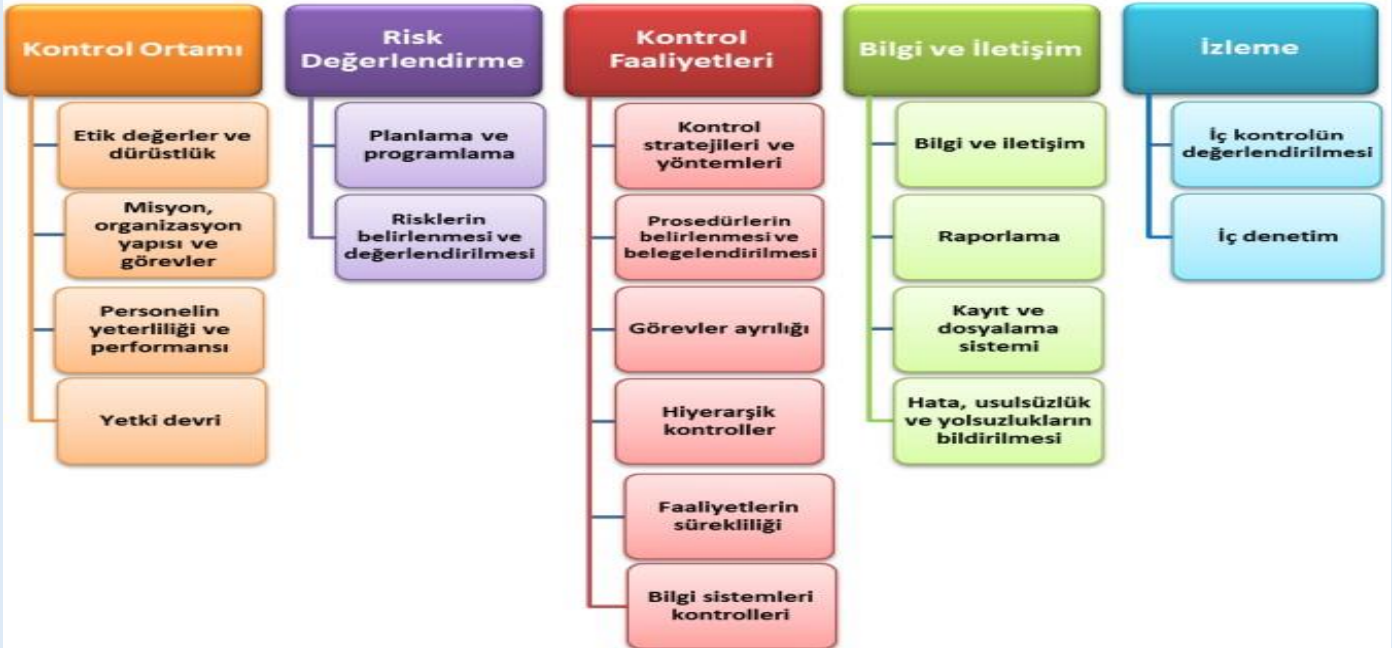 Kontrol Ortamı
Etik değerler ve
dürüstlük
Misyon,
organizasyon
yapısı ve
görevler
Personelin
yeterliliği ve
performansı
Yetki devri
Risk
Değerlendirme
Planlama ve
programlama
Risklerin
belirlenmesi ve
değerlendirilmesi
Kontrol
Faaliyetleri
Kontrol
stratejileri ve
yöntemleri
Prosedürlerin
belirlenmesi ve
belegelendirilmesi
Görevler ayrılığı
Hiyerarşik
kontroller
Faaliyetlerin
sürekliliği
Bilgi sistemleri
kontrolleri
Bilgi ve İletişim
Bilgi ve iletişim
Raporlama
Kayıt ve
dosyalama
sistemi
Hata, usulsüzlük
ve yolsuzlukların
bildirilmesi
İzleme
İç kontrolün
değerlendirilmesi
İç denetim